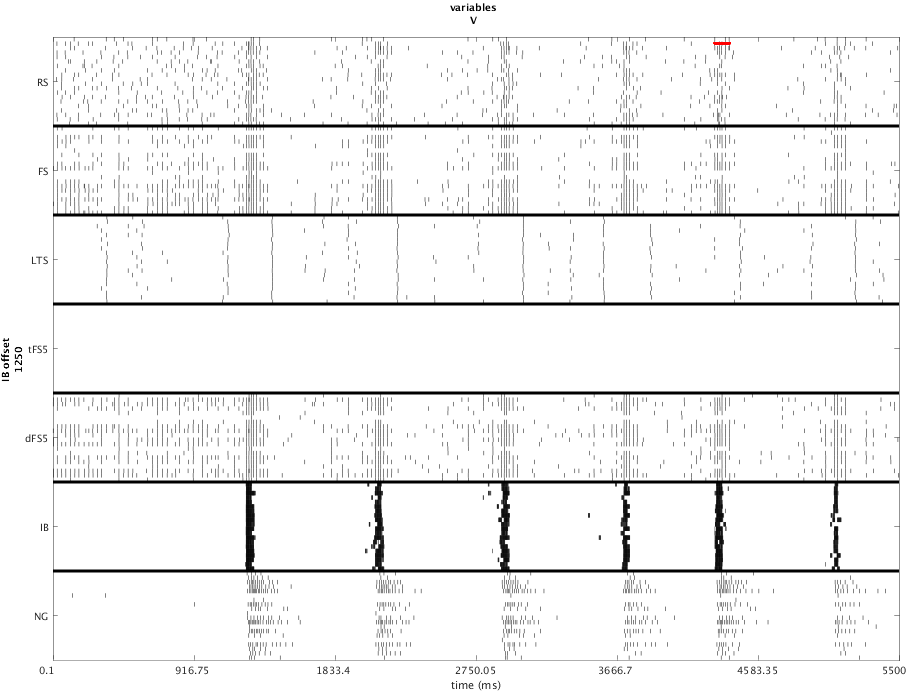 variables
V
RS
FS
LTS
tFS5
dFS5
IB
NG
IB offset
1250
0.1 916.75 1833.4 2750.05 3666.7 4583.35 5500
time (ms)